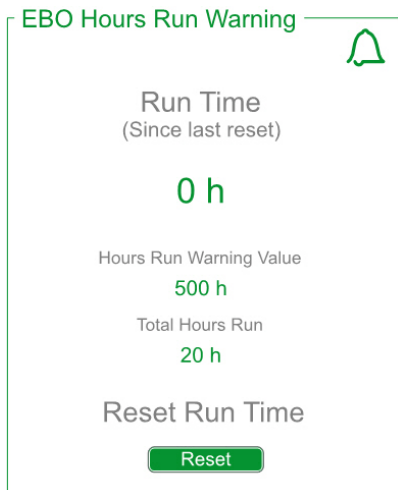 EBO Hours Run Warning
Run Time
(Since last reset)
0 h
Hours Run Warning Value
500 h
Total Hours Run
20 h
Reset Run Time
Reset